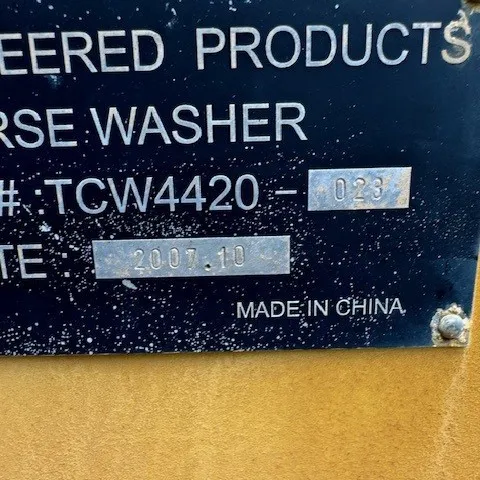 EERED PRODUCTS
RSE WASHER
# :TCW4420-023
TE: 2007.10
MADE IN CHINA